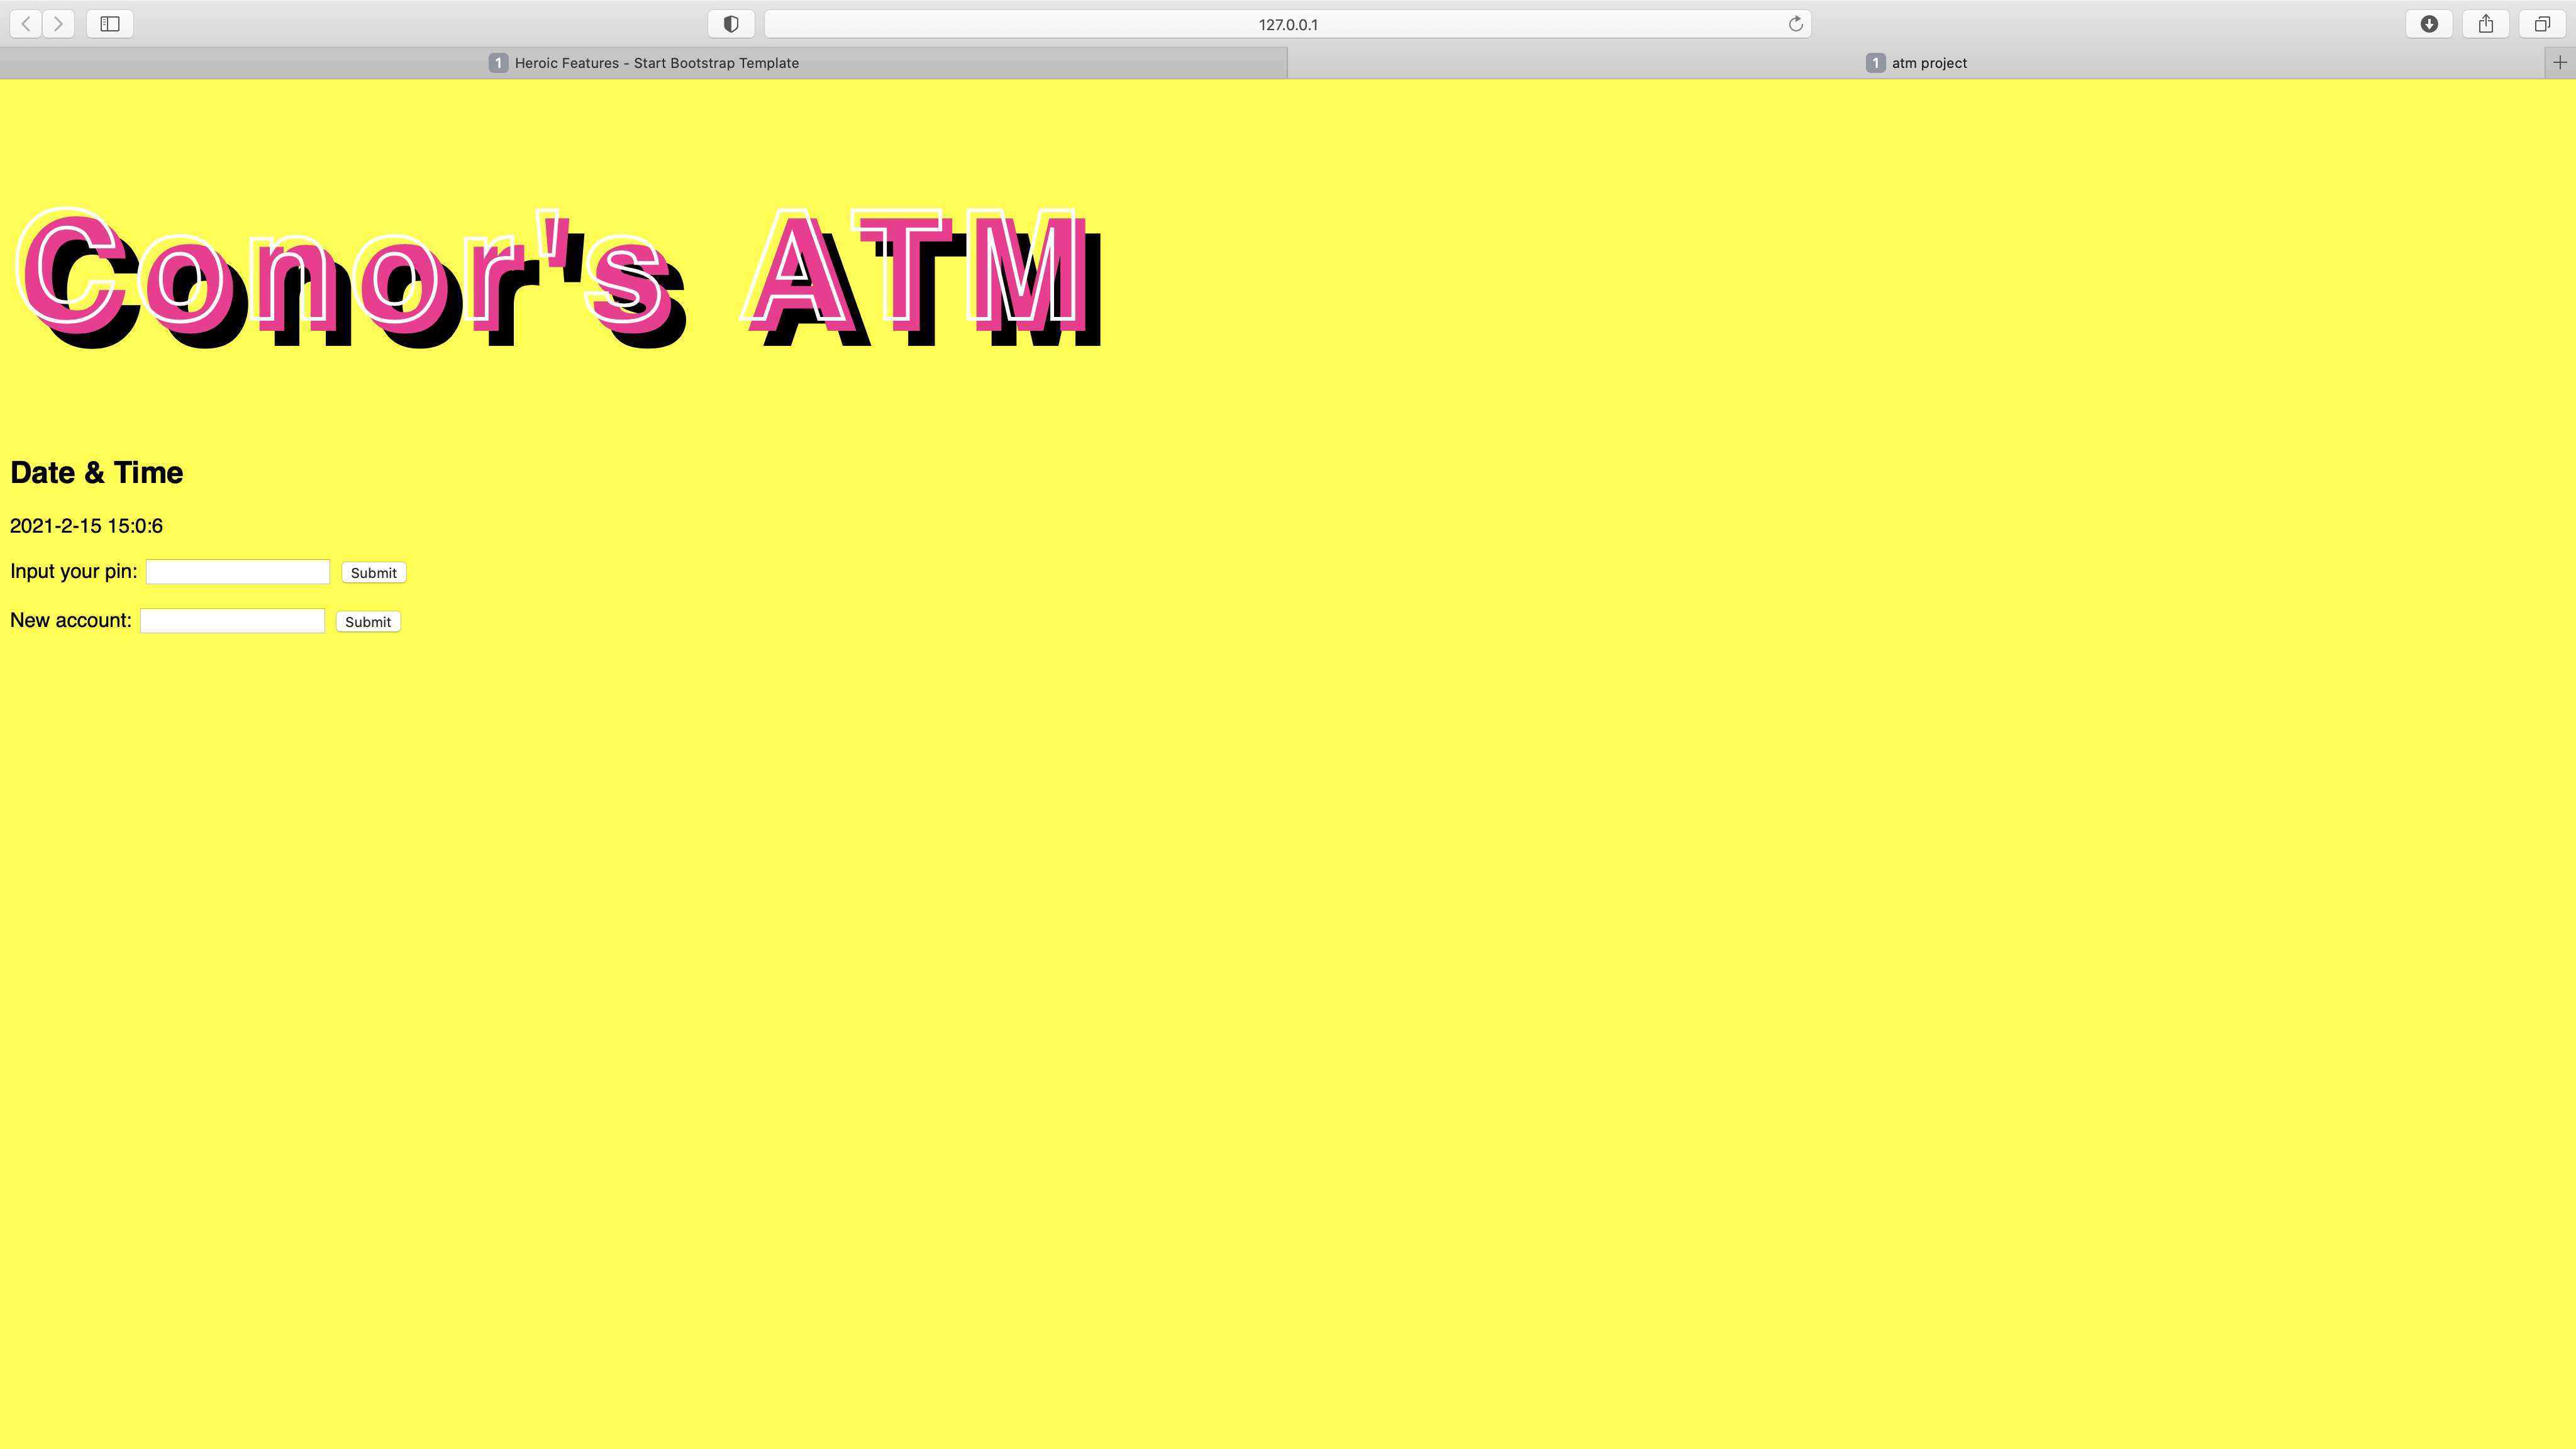 127.0.0.1
1 Heroic Features - Start Bootstrap Template
1 atm project
Conor's ATM
Date & Time
2021-2-15 15:0:6
Input your pin: Submit
New account: Submit